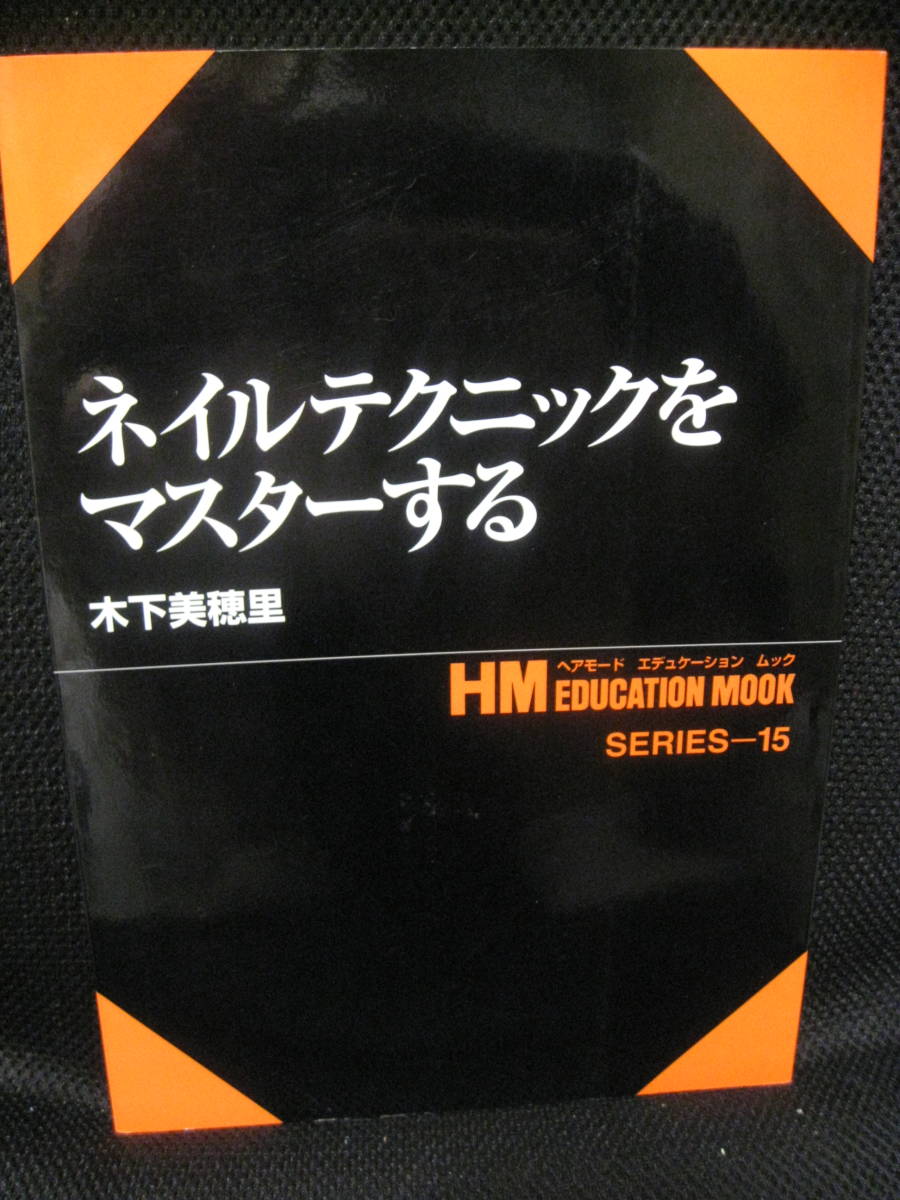 ネイルテクニックを
マスターする
木下美穂里
HM ヘアモード エデュケーション ムック
EDUCATION MOOK
SERIES—15